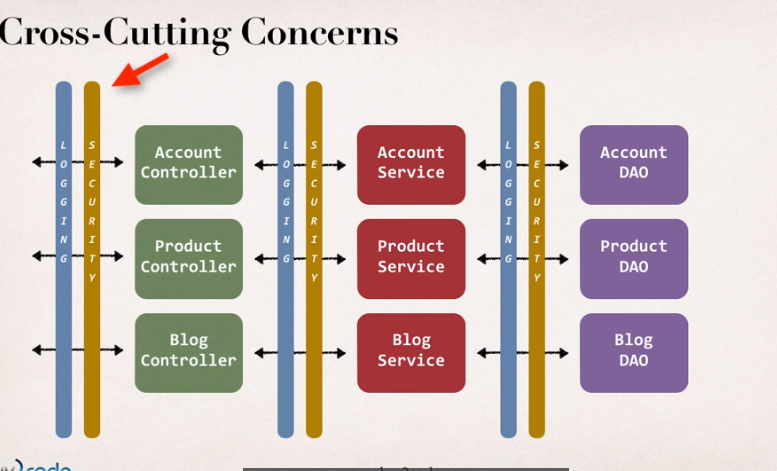 Cross-Cutting Concerns
LOGGING
SECURITY
Account
Controller
LOGGING
SECURITY
Account
Service
LOGGING
SECURITY
Account
DAO
Product
Controller
Product
Service
Product
DAO
Blog
Controller
Blog
Service
Blog
DAO